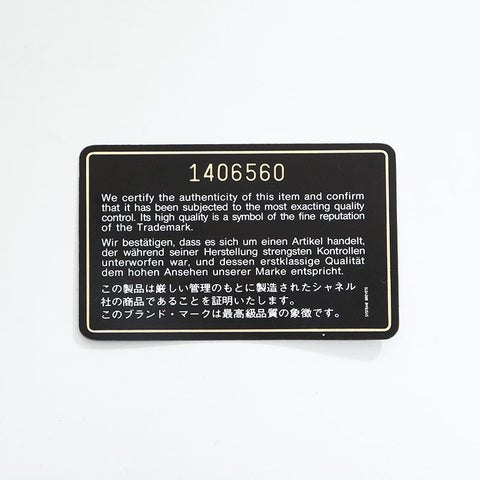 1406560
We certify the authenticity of this item and confirm
that it has been subjected to the most exacting quality
control. Its high quality is a symbol of the fine reputation
of the Trademark.
Wir bestätigen, dass es sich um einen Artikel handelt,
der während seiner Herstellung strengsten Kontrollen
unterworfen war, und dessen erstklassige Qualität
dem hohen Ansehen unserer Marke entspricht.
この製品は厳しい管理のもとに製造されたシャネル
社の商品であることを証明いたします。
このブランド・マークは最高級品質の象徴です。